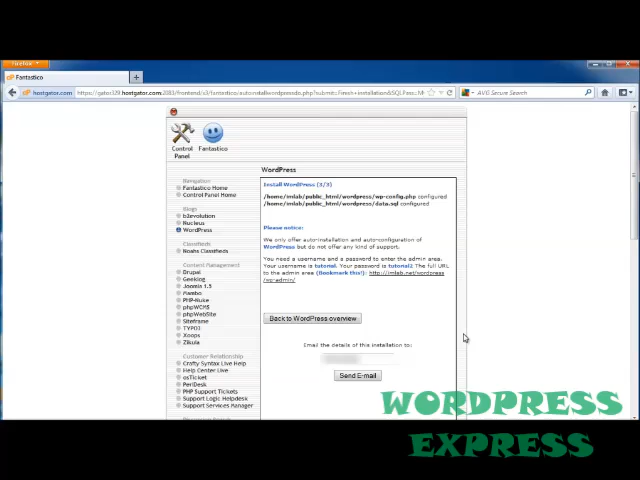 Firefox
Fantastico
hostgator.com
https://gator329.hostgator.com:2083/frontend/x3/fantastico/autoinstallwordpressdo.php?submit=Finish+installation&SQLPass
AVG Secure Search
Control
Panel
Fantastico
WordPress
Navigation
Fantastico Home
Control Panel Home
Blogs
b2evolution
Nucleus
WordPress
Classifieds
Noahs Classifieds
Content Management
Drupal
Geeklog
Joomla 1.5
Mambo
PHP-Nuke
phpWCMS
phpWebSite
Siteframe
TYPO3
Xoops
Zikula
Customer Relationship
Crafty Syntax Live Help
Help Center Live
osTicket
PerlDesk
PHP Support Tickets
Support Logic Helpdesk
Support Services Manager
Install WordPress (3/3)
/home/imlab/public_html/wordpress/wp-config.php configured
/home/imlab/public_html/wordpress/data.sql configured
Please notice:
We only offer auto-installation and auto-configuration of
WordPress but do not offer any kind of support.
You need a username and a password to enter the admin area.
Your username is tutorial. Your password is tutorial2 The full URL
to the admin area (Bookmark this!): http://imlab.net/wordpress
/wp-admin/
Back to WordPress overview
Email the details of this installation to:
Send E-mail
WORDPRESS
EXPRESS